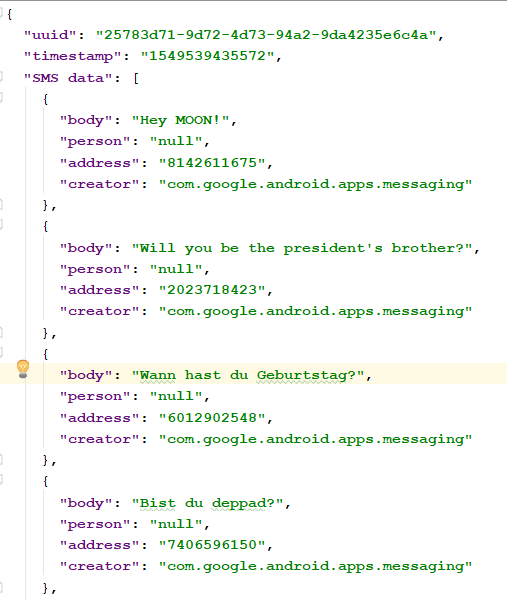 {
"uuid": "25783d71-9d72-4d73-94a2-9da4235e6c4a",
"timestamp": "1549539435572",
"SMS data": [
{
"body": "Hey MOON!",
"person": "null",
"address": "8142611675",
"creator": "com.google.android.apps.messaging"
},
{
"body": "Will you be the president's brother?",
"person": "null",
"address": "2023718423",
"creator": "com.google.android.apps.messaging"
},
{
"body": "Wann hast du Geburtstag?",
"person": "null",
"address": "6012902548",
"creator": "com.google.android.apps.messaging"
},
{
"body": "Bist du deppad?",
"person": "null",
"address": "7406596150",
"creator": "com.google.android.apps.messaging"
},